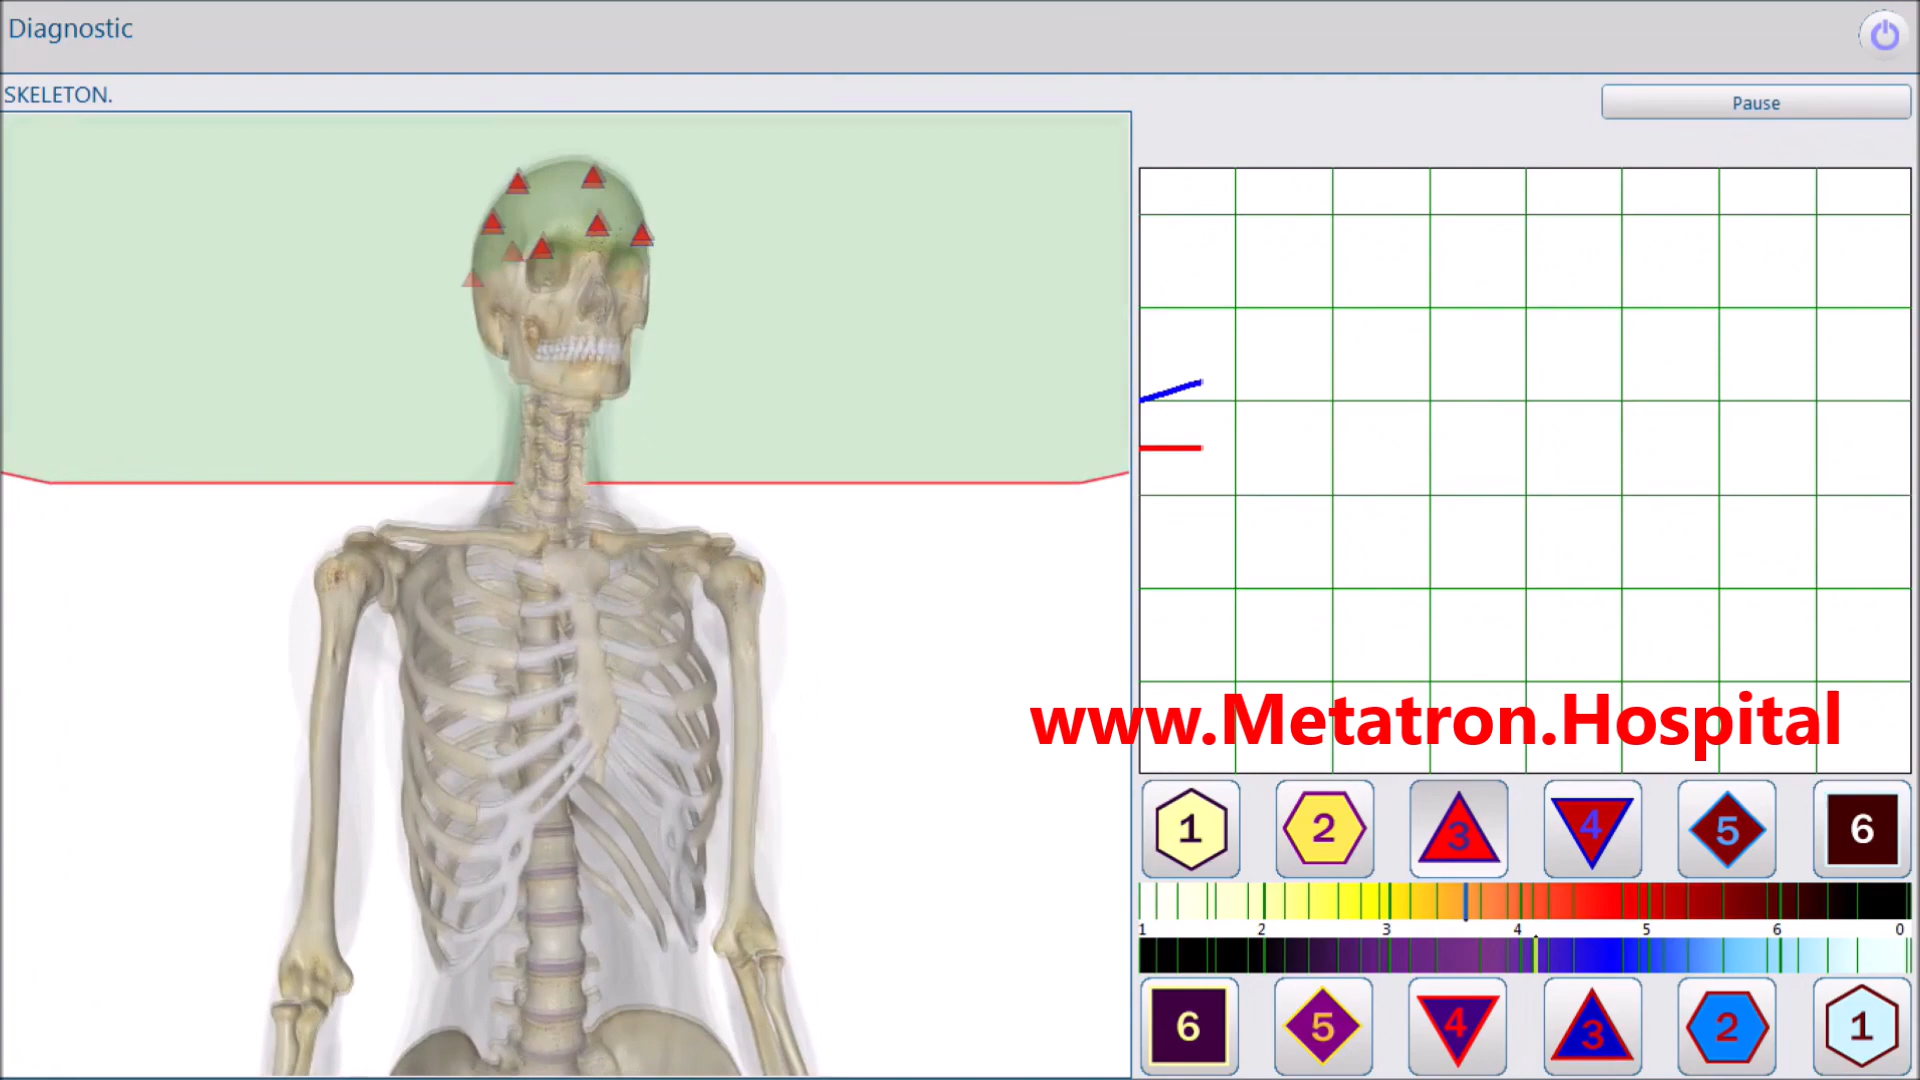 Diagnostic
SKELETON.
Pause
www.Metatron.Hospital
1 2 3 4 5 6
1 2 3 4 5 6 0
6 5 4 3 2 1